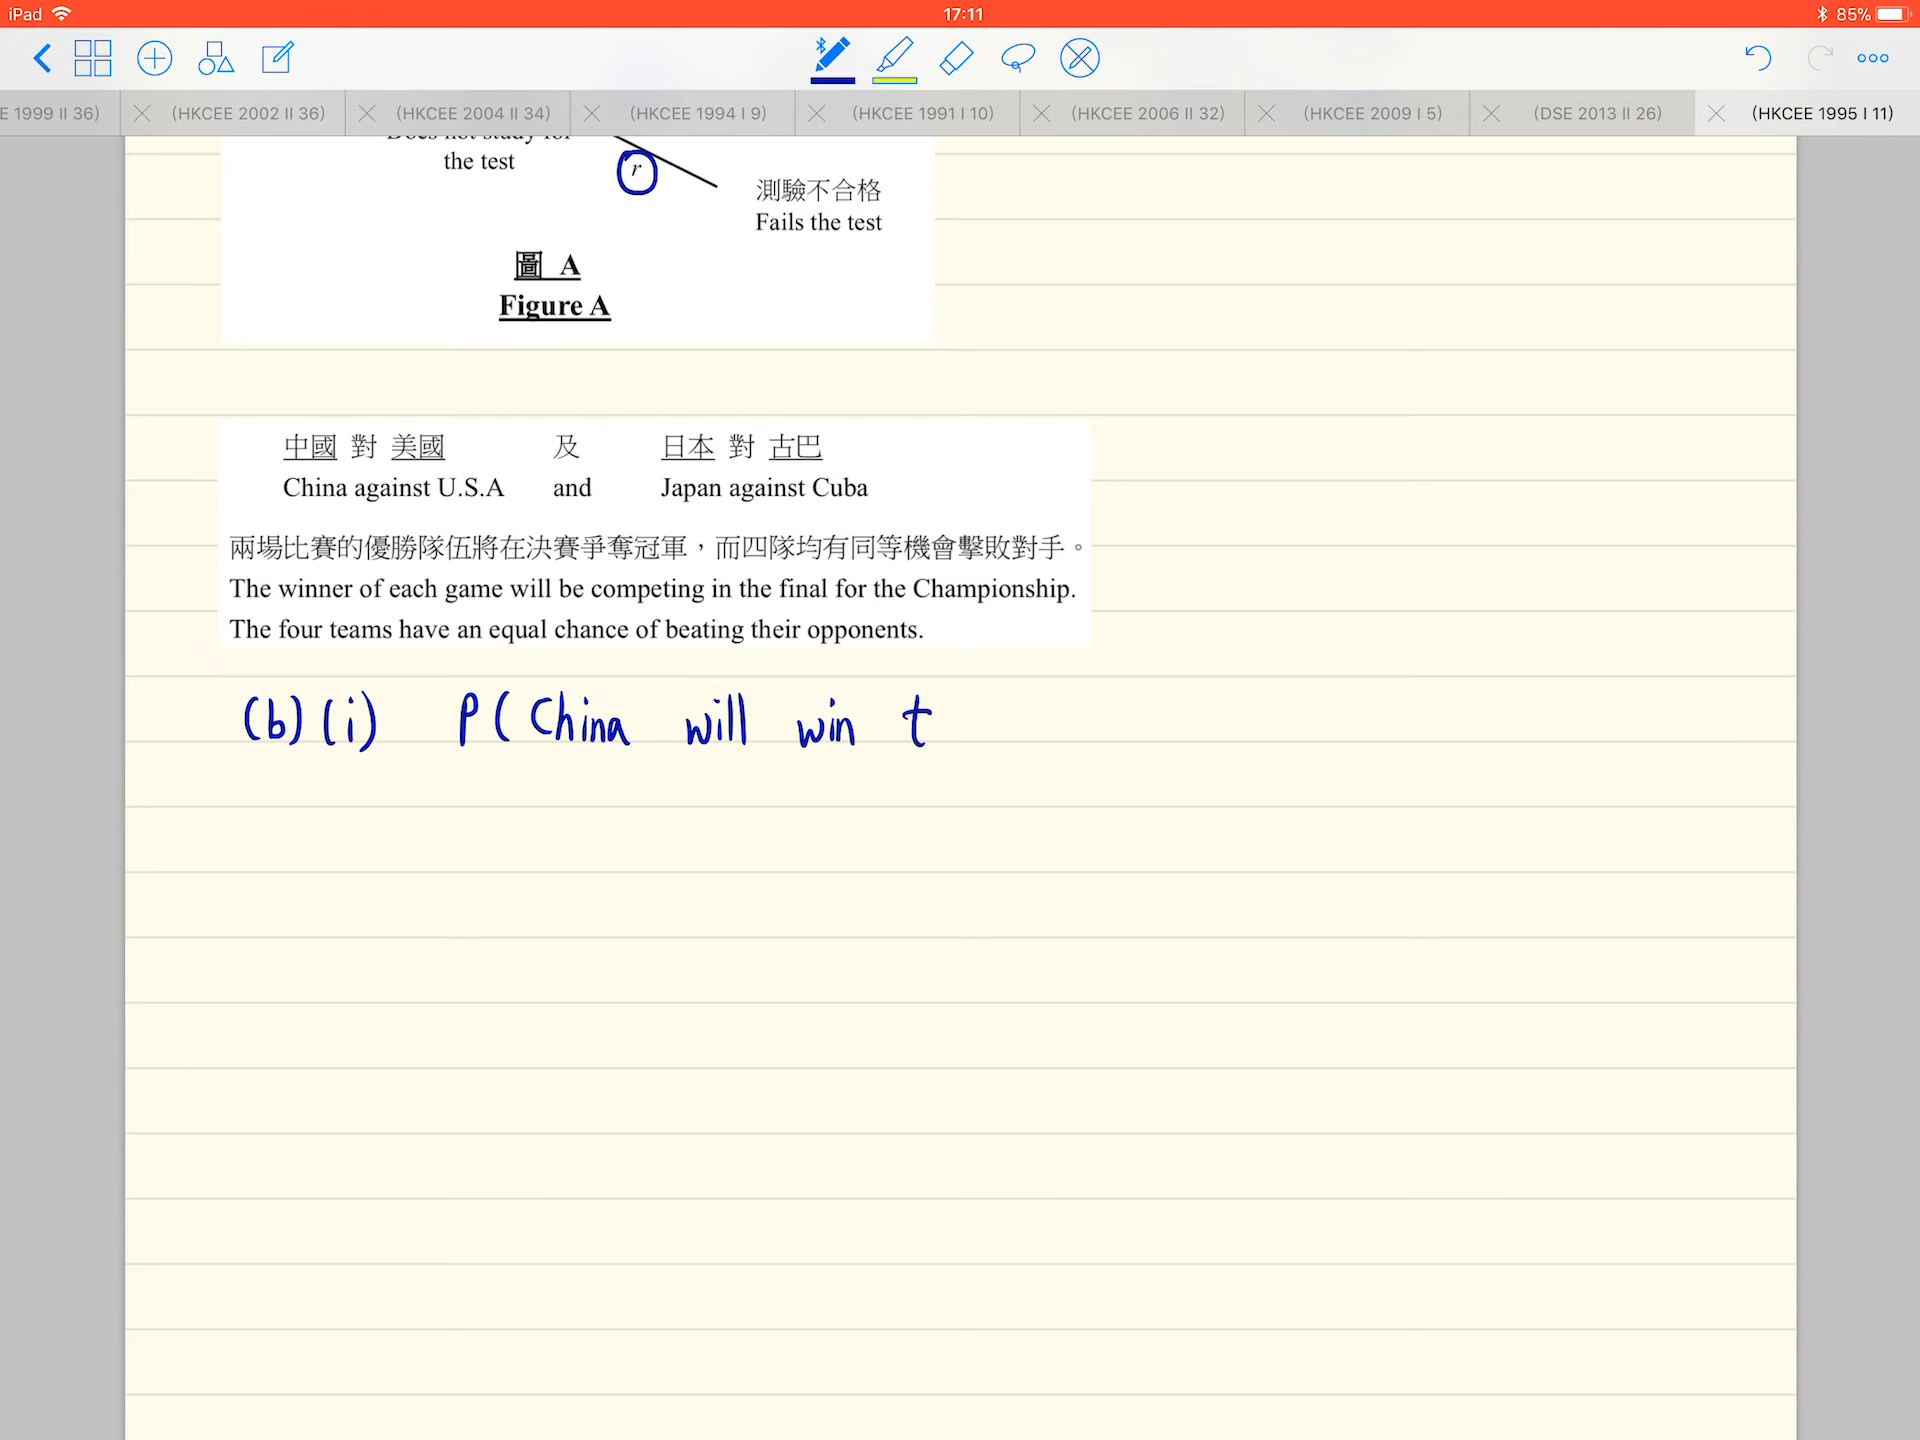 iPad 17:11 85%
E 1999 II 36) (HKCEE 2002 II 36) (HKCEE 2004 II 34) (HKCEE 1994 I 9) (HKCEE 1991 I 10) (HKCEE 2006 II 32) (HKCEE 2009 I 5) (DSE 2013 II 26) (HKCEE 1995 I 11)
Does not study for
the test
r
測驗不合格
Fails the test
圖 A
Figure A
中國 對 美國 及 日本 對 古巴
China against U.S.A and Japan against Cuba
兩場比賽的優勝隊伍將在決賽爭奪冠軍，而四隊均有同等機會擊敗對手。
The winner of each game will be competing in the final for the Championship.
The four teams have an equal chance of beating their opponents.
(b) (i) P ( China will win t